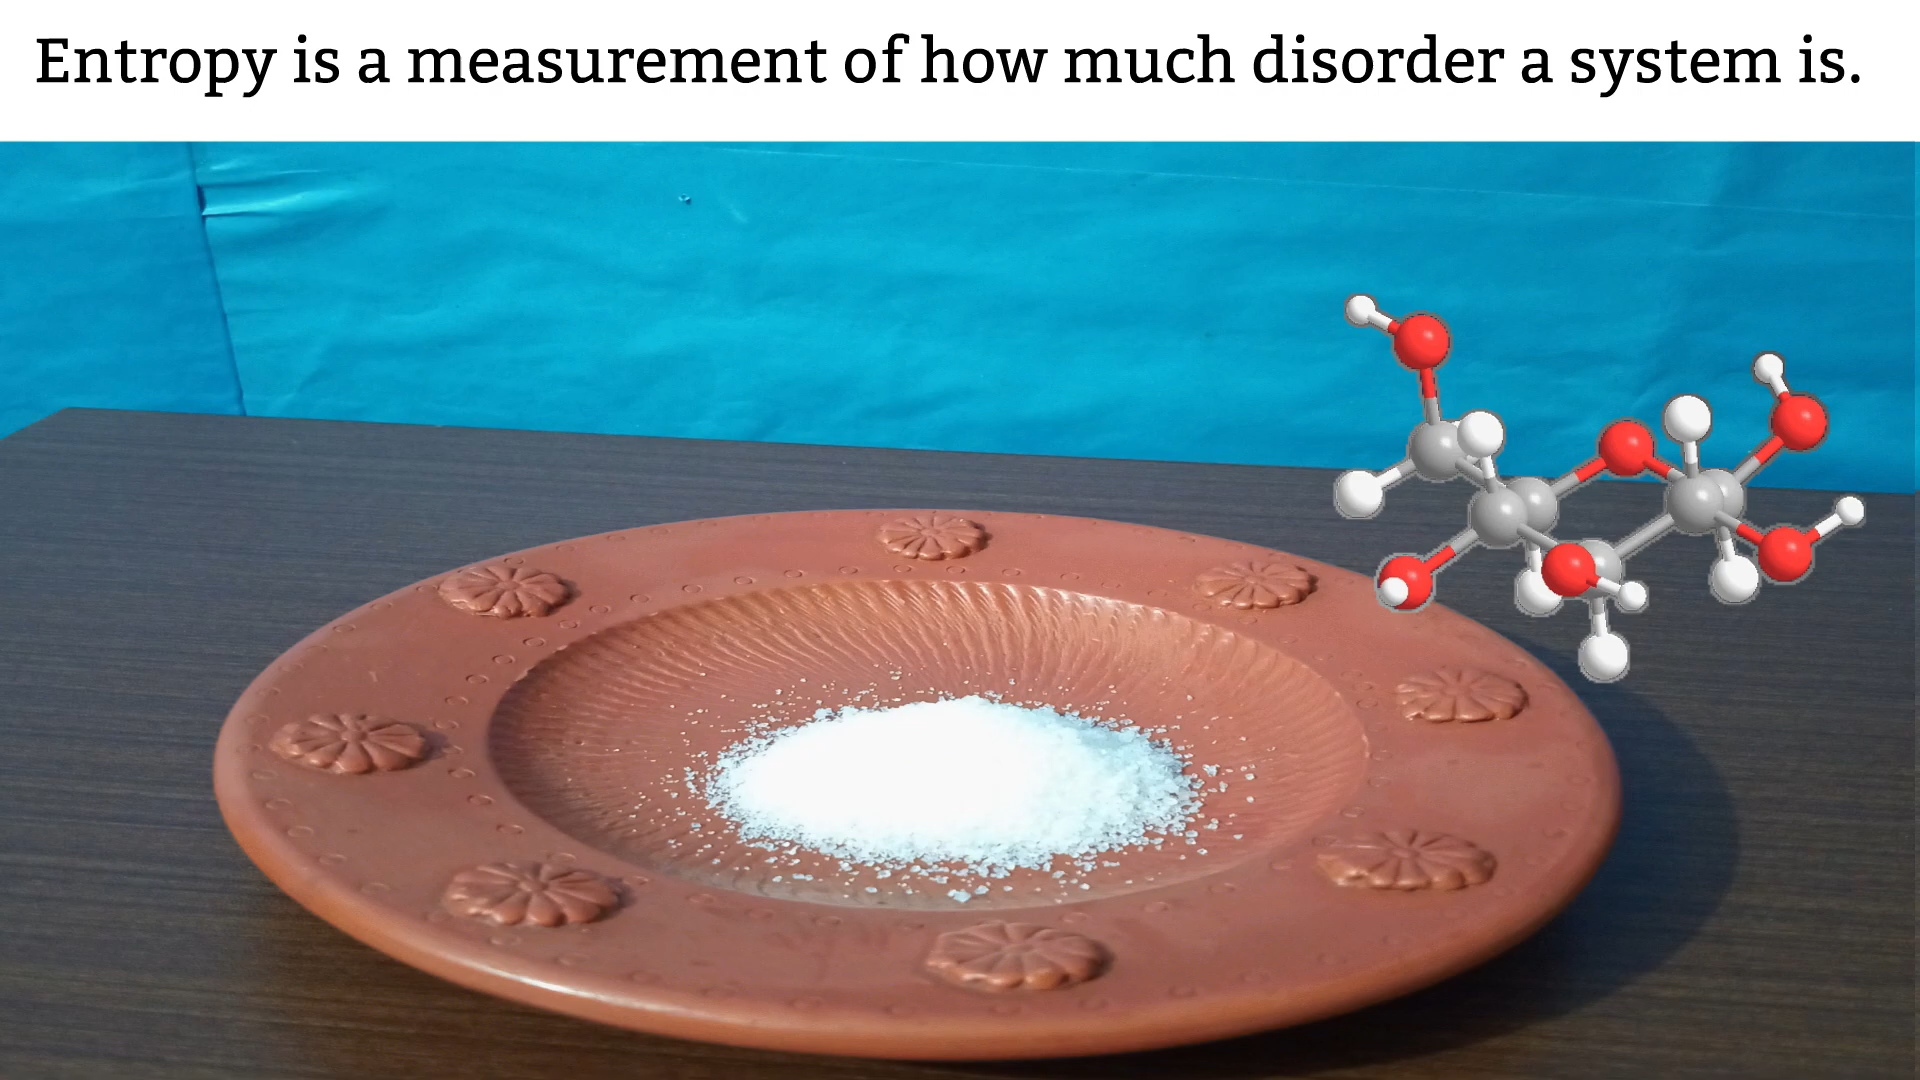 Entropy is a measurement of how much disorder a system is.